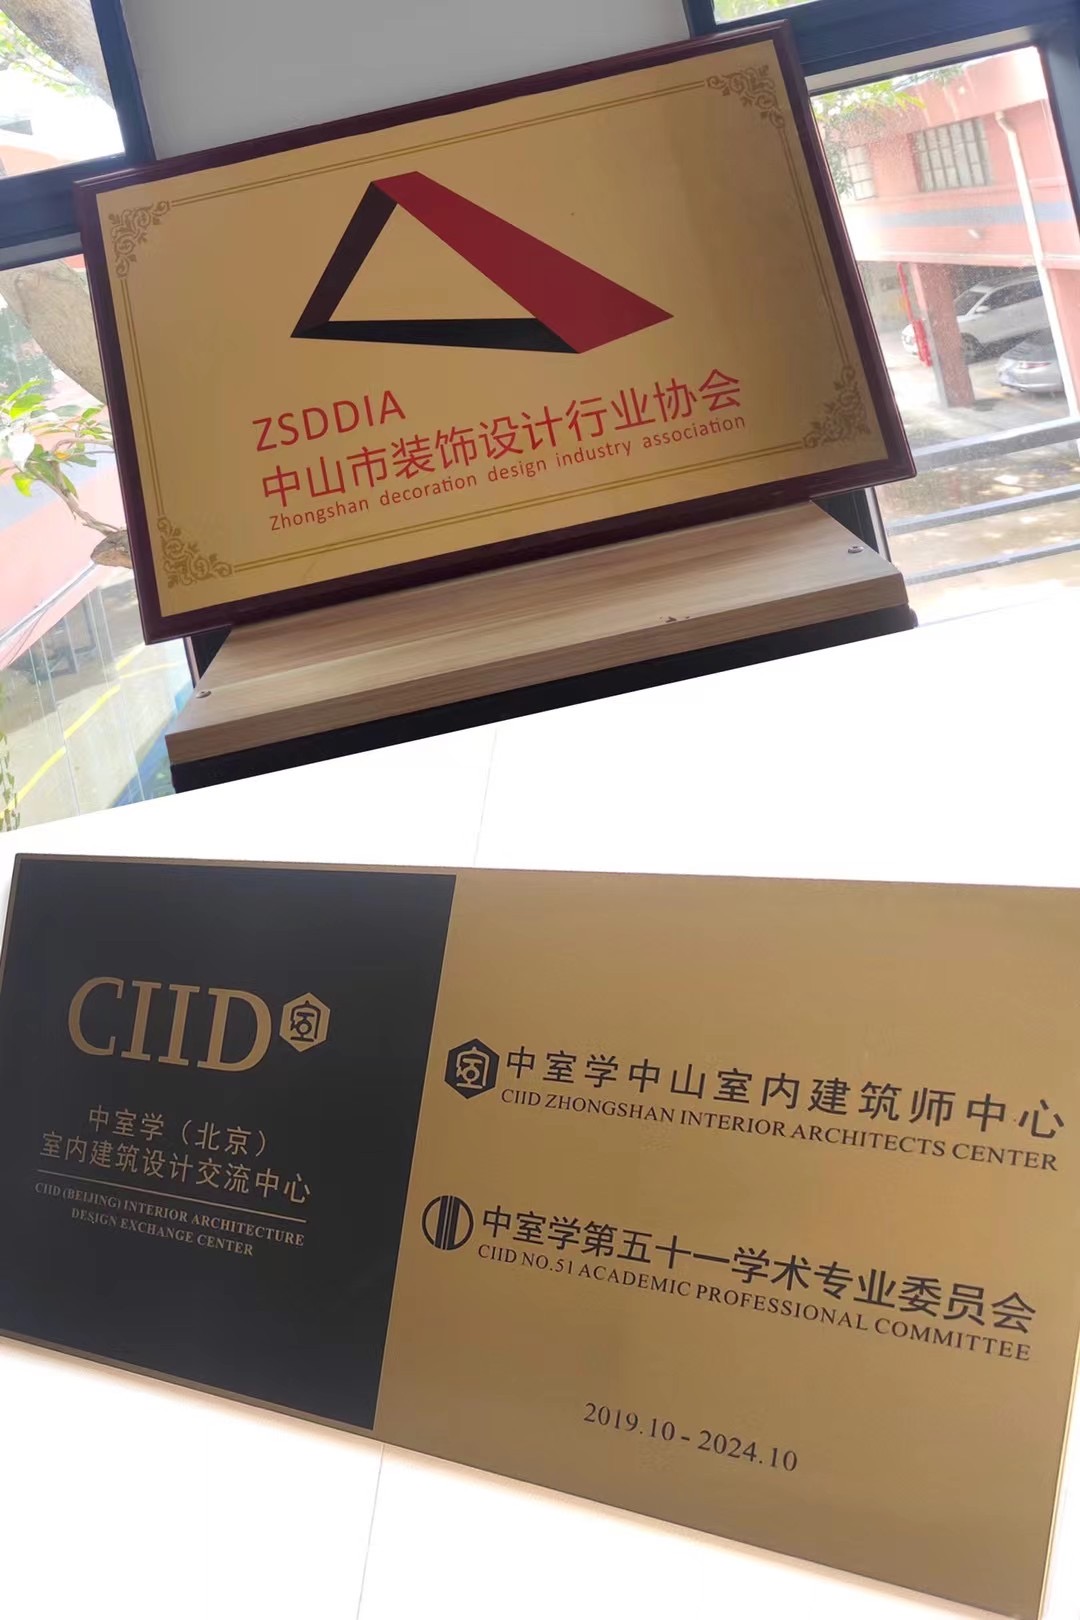 ZSDDIA
中山市装饰设计行业协会
Zhongshan decoration design industry association
CIID
中室学（北京）
室内建筑设计交流中心
CIID (BEIJING) INTERIOR ARCHITECTURE
DESIGN EXCHANGE CENTER
中室学中山室内建筑师中心
CIID ZHONGSHAN INTERIOR ARCHITECTS CENTER
中室学第五十一学术专业委员会
CIID NO.51 ACADEMIC PROFESSIONAL COMMITTEE
2019.10 - 2024.10